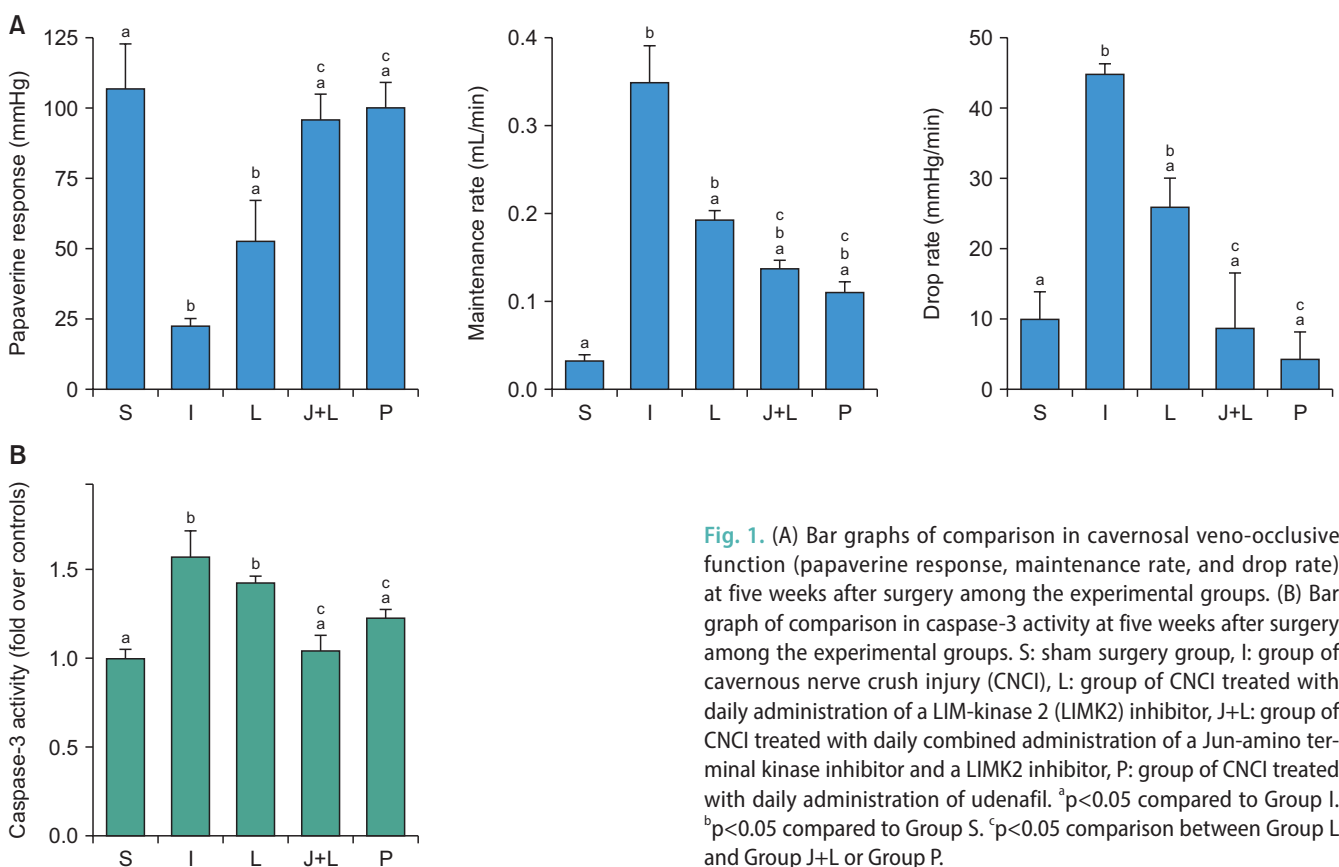 A
Papaverine response (mmHg)
125
100
75
50
25
0
a
b
b
a
c
a
c
a
S I L J+L P
Maintenance rate (mL/min)
0.4
0.3
0.2
0.1
0.0
a
b
b
a
c
b
a
c
b
a
S I L J+L P
Drop rate (mmHg/min)
50
40
30
20
10
0
a
b
b
a
c
a
c
a
S I L J+L P
B
Caspase-3 activity (fold over controls)
1.5
1.0
0.5
0.0
a
b
b
c
a
c
a
S I L J+L P
Fig. 1. (A) Bar graphs of comparison in cavernosal veno-occlusive
function (papaverine response, maintenance rate, and drop rate)
at five weeks after surgery among the experimental groups. (B) Bar
graph of comparison in caspase-3 activity at five weeks after surgery
among the experimental groups. S: sham surgery group, I: group of
cavernous nerve crush injury (CNCI), L: group of CNCI treated with
daily administration of a LIM-kinase 2 (LIMK2) inhibitor, J+L: group of
CNCI treated with daily combined administration of a Jun-amino ter-
minal kinase inhibitor and a LIMK2 inhibitor, P: group of CNCI treated
with daily administration of udenafil. ᵃp<0.05 compared to Group I.
ᵇp<0.05 compared to Group S. ᶜp<0.05 comparison between Group L
and Group J+L or Group P.